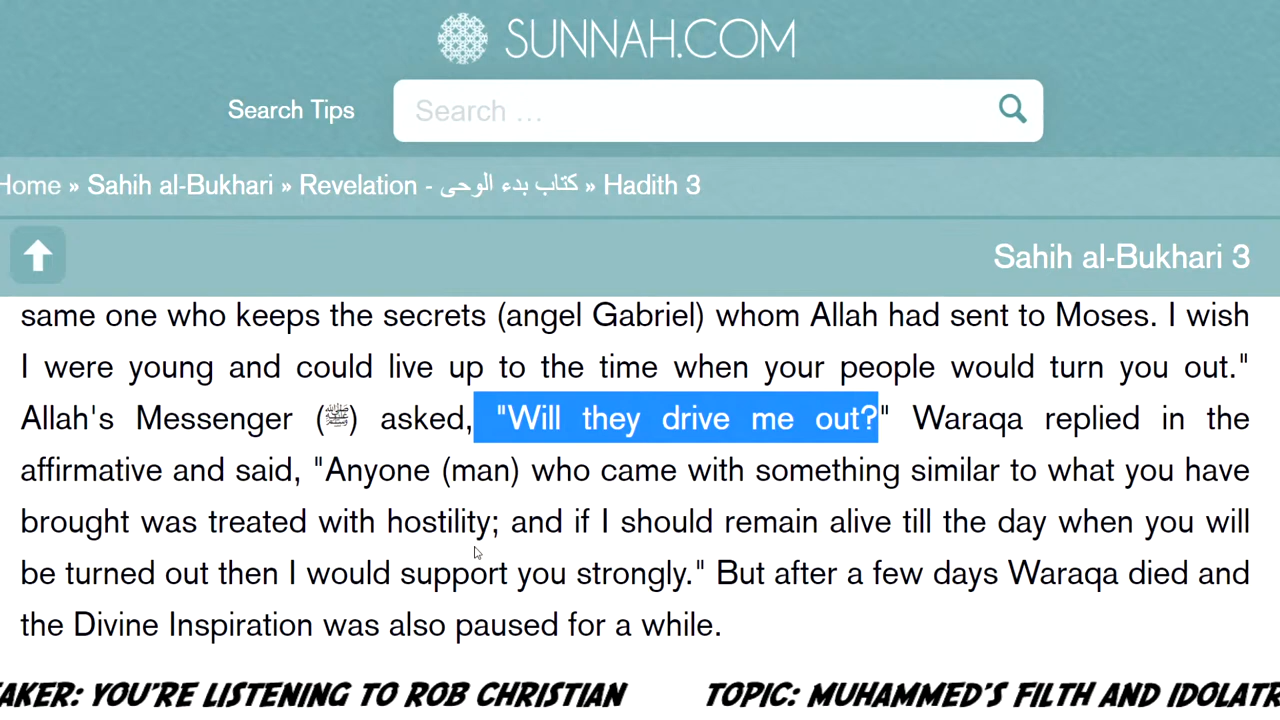 SUNNAH.COM
Search Tips
Search ...
Home » Sahih al-Bukhari » Revelation - كتاب بدء الوحى » Hadith 3
Sahih al-Bukhari 3
same one who keeps the secrets (angel Gabriel) whom Allah had sent to Moses. I wish
I were young and could live up to the time when your people would turn you out."
Allah's Messenger (ﷺ) asked, "Will they drive me out?" Waraqa replied in the
affirmative and said, "Anyone (man) who came with something similar to what you have
brought was treated with hostility; and if I should remain alive till the day when you will
be turned out then I would support you strongly." But after a few days Waraqa died and
the Divine Inspiration was also paused for a while.
AKER: YOU'RE LISTENING TO ROB CHRISTIAN TOPIC: MUHAMMED'S FILTH AND IDOLATR